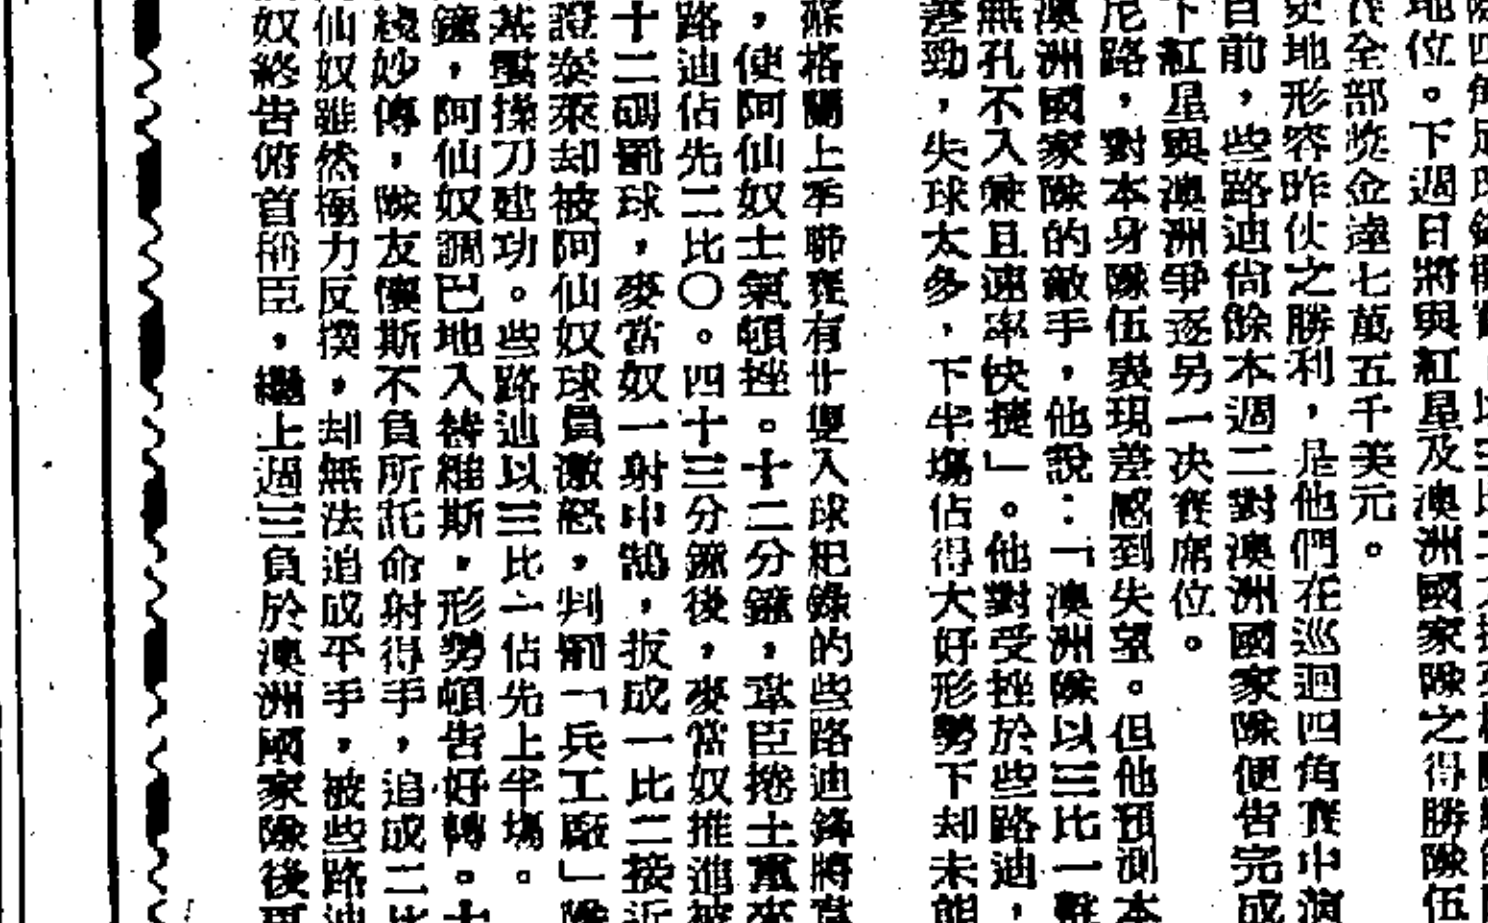 地位。下週日將與紅星及澳洲國家隊之得勝隊伍
全部獎金達七萬五千美元。
史地形容昨伙之勝利，是他們在巡迴四角賽中演
目前，些路迪尚餘本週二對澳洲國家隊便告完成
下紅星與澳洲爭逐另一决賽席位。
尼路，對本身隊伍表現差感到失望。但他預測本
澳洲國家隊的敵手，他說：「澳洲隊以三比一擊
無孔不入兼且速率快捷」。他對受挫於些路迪，
差勁，失球太多，下半場佔得大好形勢下却未能
蘇格蘭上季聯賽有廿雙入球紀錄的些路迪鋒將韋
，使阿仙奴士氣頓挫。十二分鐘，韋臣捲土重來
路迪佔先二比〇。四十三分鐘後，麥當奴推進被
十二碼罰球，麥當奴一射中鵠，扳成一比二接近
證泰萊却被阿仙奴球員激怒，判罰「兵工廠」隊
基雲操刀建功。些路迪以三比一佔先上半場。
鐘，阿仙奴調巴地入替維斯，形勢頓告好轉。十
綫妙傳，隊友懷斯不負所託命射得手，追成二比
仙奴雖然極力反撲，却無法追成平手，被些路迪
奴終告俯首稱臣。繼上週三負於澳洲國家隊後再